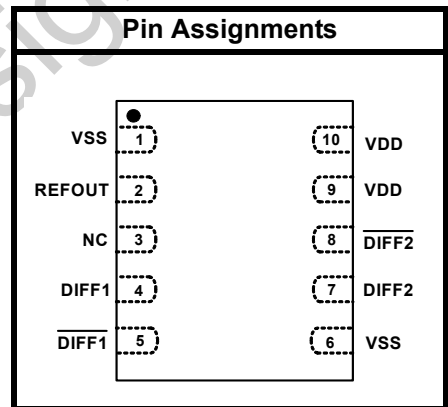 Pin Assignments
VSS 1 10 VDD
REFOUT 2 9 VDD
NC 3 8 DIFF2
DIFF1 4 7 DIFF2
DIFF1 5 6 VSS